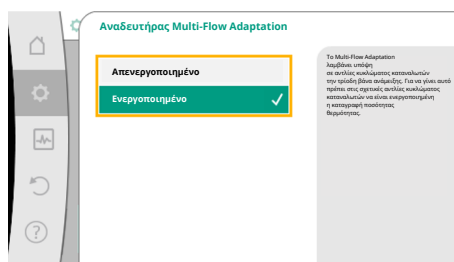 Αναδευτήρας Multi-Flow Adaptation
Απενεργοποιημένο
Ενεργοποιημένο
Το Multi-Flow Adaptation
λαμβάνει υπόψη
σε αντλίες κυκλώματος καταναλωτών
την τρίοδη βάνα ανάμειξης. Για να γίνει αυτό
πρέπει στις σχετικές αντλίες κυκλώματος
καταναλωτών να είναι ενεργοποιημένη
η καταγραφή ποσότητας
θερμότητας.
?